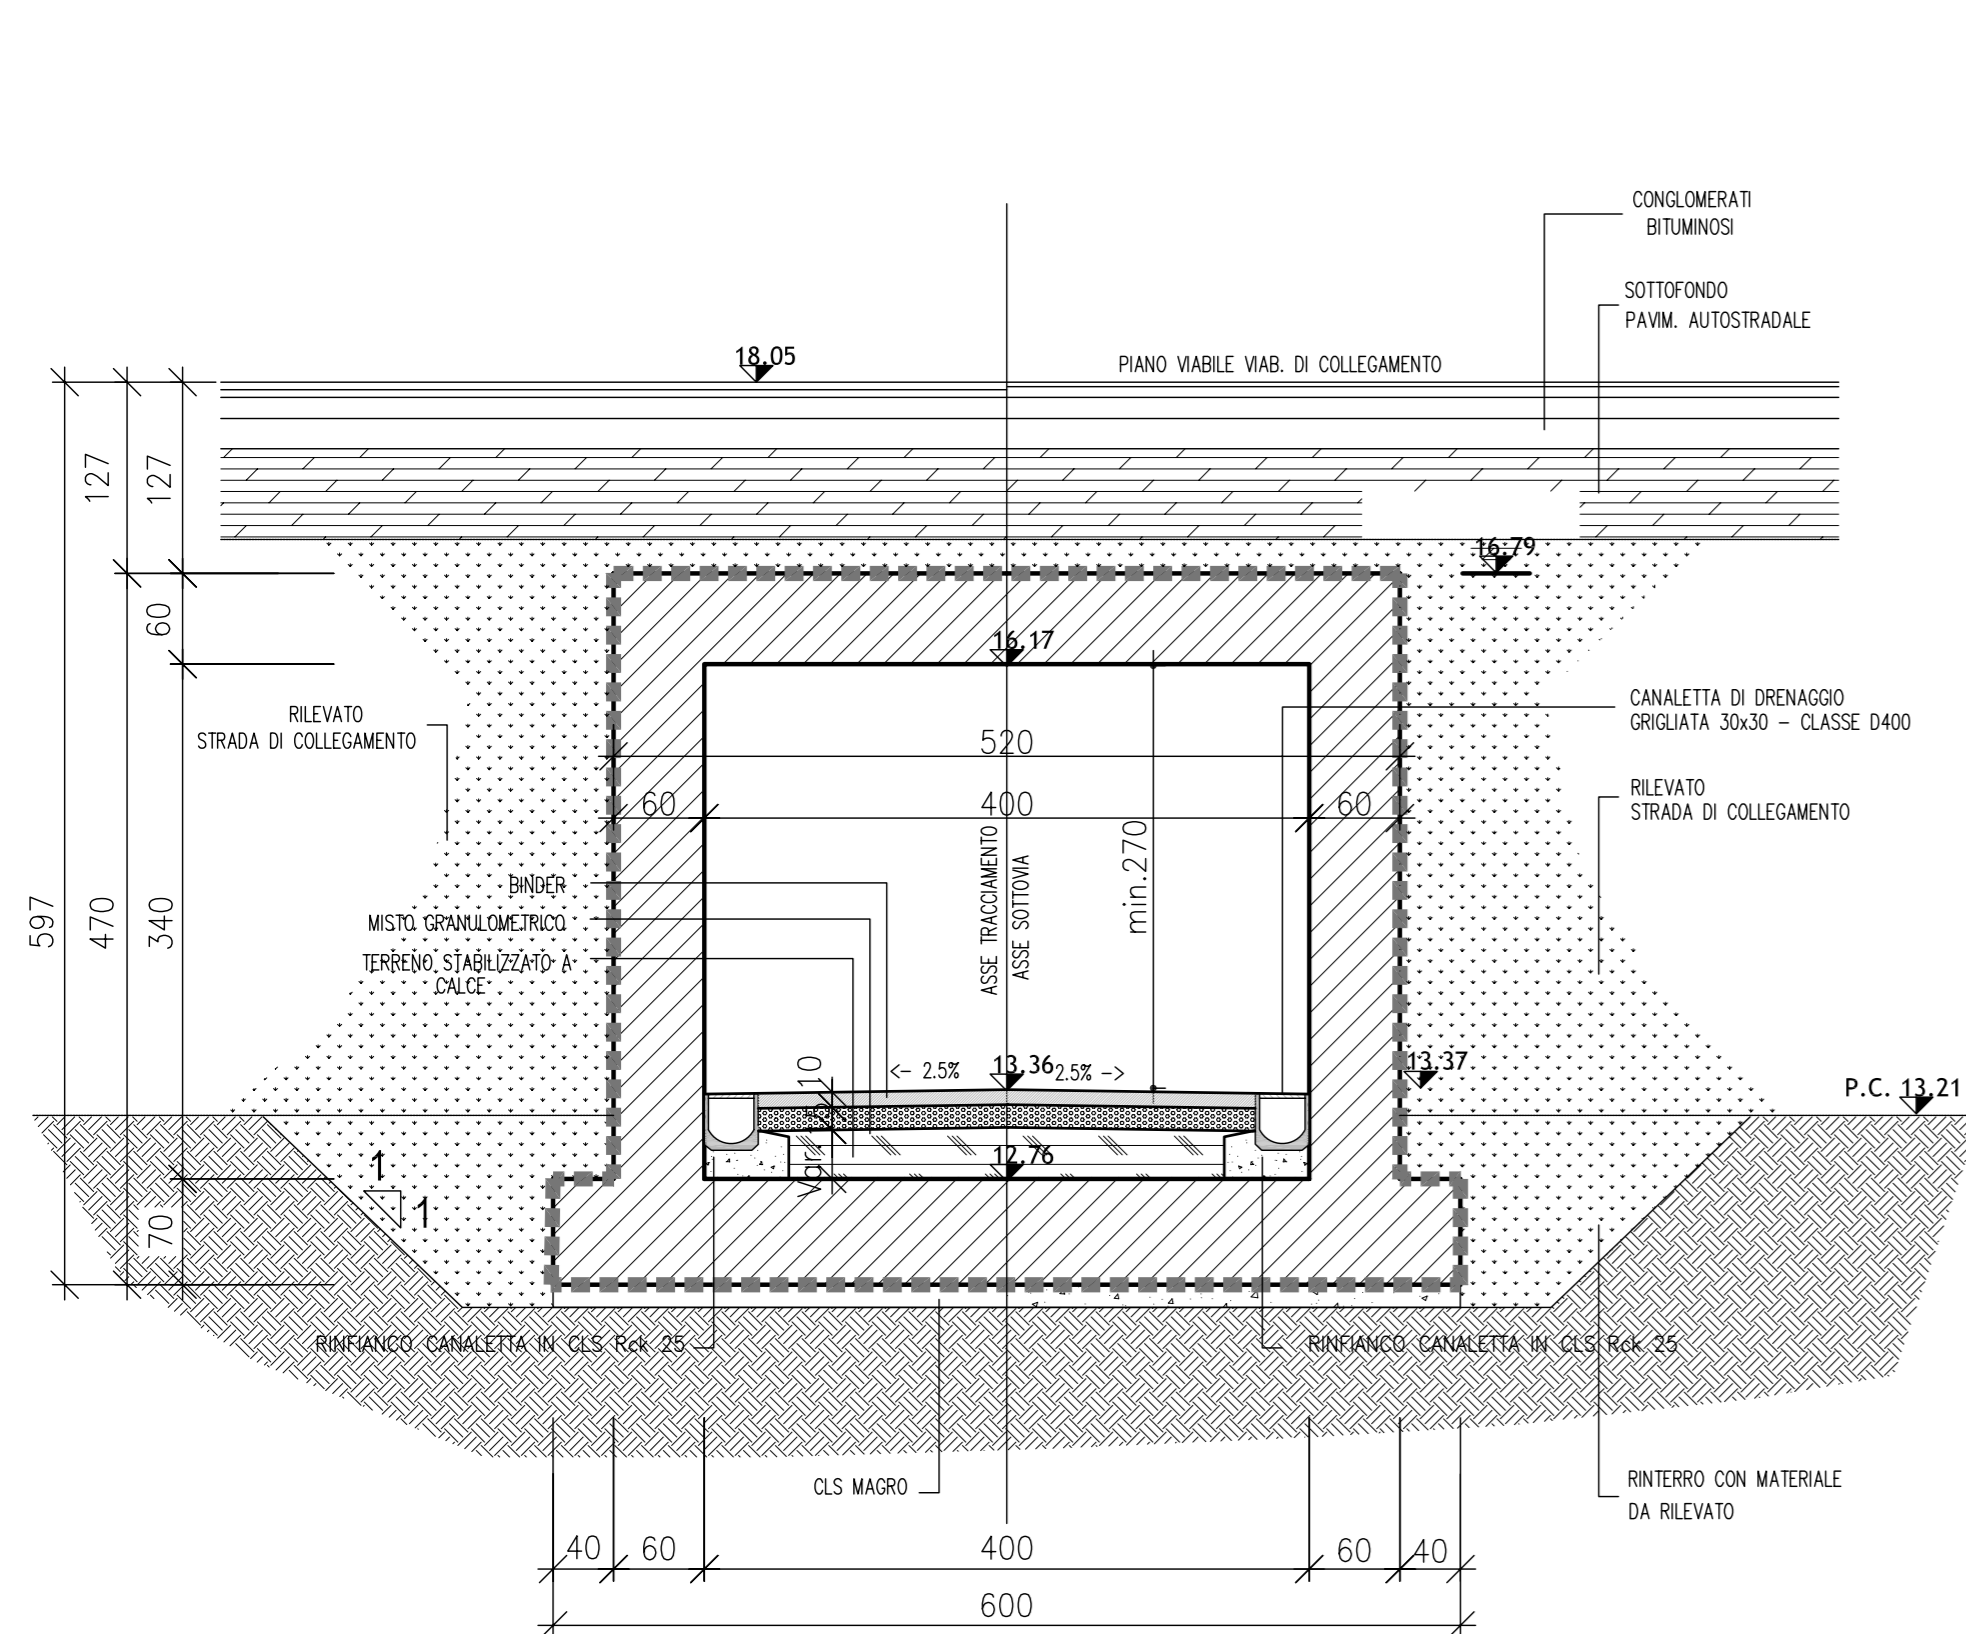 CONGLOMERATI
BITUMINOSI
SOTTOFONDO
PAVIM. AUTOSTRADALE
18.05
PIANO VIABILE VIAB. DI COLLEGAMENTO
127
127
16.79
60
16.17
RILEVATO
STRADA DI COLLEGAMENTO
CANALETTA DI DRENAGGIO
GRIGLIATA 30x30 – CLASSE D400
520
60
400
60
RILEVATO
STRADA DI COLLEGAMENTO
ASSE TRACCIAMENTO
ASSE SOTTOVIA
min.270
BINDER
MISTO GRANULOMETRICO
TERRENO STABILIZZATO A
CALCE
597
470
340
10
<- 2.5%
13.36
2.5% ->
13.37
P.C. 13.21
15
Var.
12.76
1
1
70
RINFIANCO CANALETTA IN CLS Rck 25
RINFIANCO CANALETTA IN CLS Rck 25
CLS MAGRO
RINTERRO CON MATERIALE
DA RILEVATO
40
60
400
60
40
600